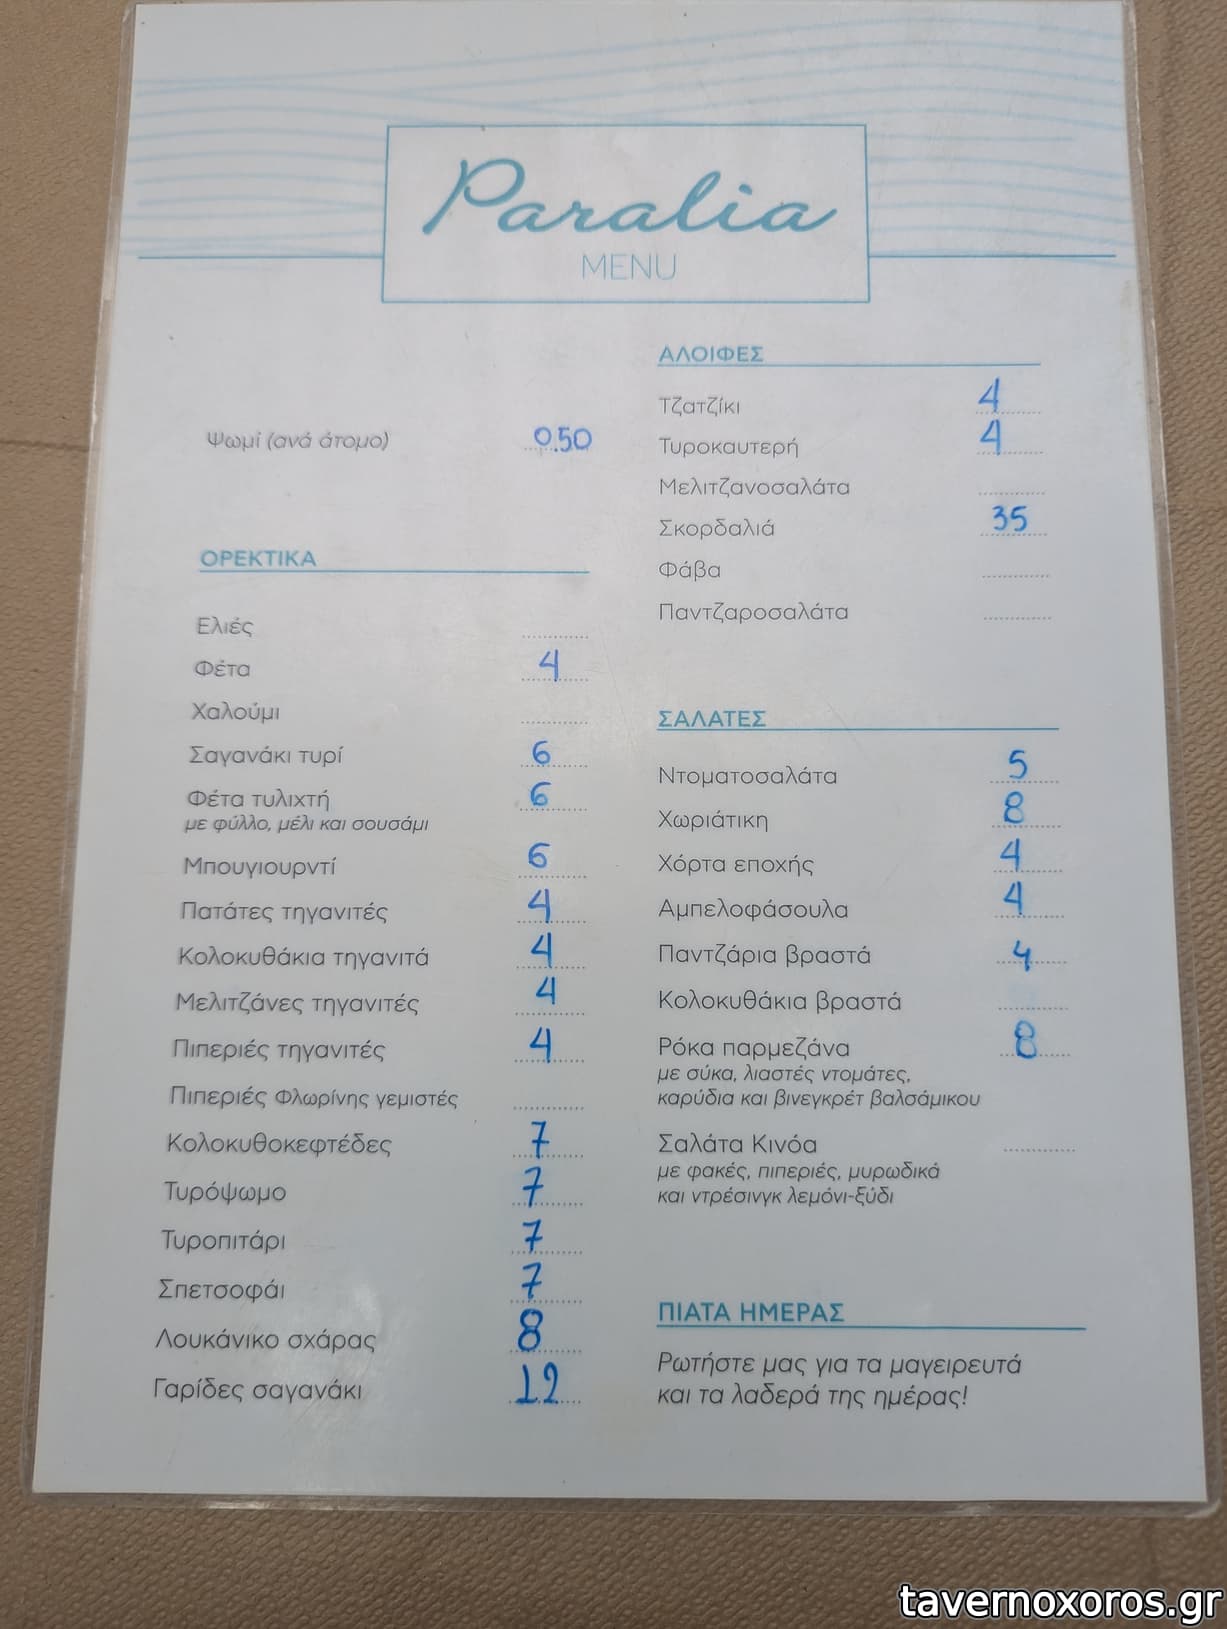 Paralia
MENU
Ψωμί (ανά άτομο) 0.50
ΟΡΕΚΤΙΚΑ
Ελιές
Φέτα 4
Χαλούμι
Σαγανάκι τυρί 6
Φέτα τυλιχτή 6
με φύλλο, μέλι και σουσάμι
Μπουγιουρντί 6
Πατάτες τηγανιτές 4
Κολοκυθάκια τηγανιτά 4
Μελιτζάνες τηγανιτές 4
Πιπεριές τηγανιτές 4
Πιπεριές Φλωρίνης γεμιστές
Κολοκυθοκεφτέδες 7
Τυρόψωμο 7
Τυροπιτάρι 7
Σπετσοφάι 7
Λουκάνικο σχάρας 8
Γαρίδες σαγανάκι 12
ΑΛΟΙΦΕΣ
Τζατζίκι 4
Τυροκαυτερή 4
Μελιτζανοσαλάτα
Σκορδαλιά 35
Φάβα
Παντζαροσαλάτα
ΣΑΛΑΤΕΣ
Ντοματοσαλάτα 5
Χωριάτικη 8
Χόρτα εποχής 4
Αμπελοφάσουλα 4
Παντζάρια βραστά 4
Κολοκυθάκια βραστά
Ρόκα παρμεζάνα 8
με σύκα, λιαστές ντομάτες,
καρύδια και βινεγκρέτ βαλσάμικου
Σαλάτα Κινόα
με φακές, πιπεριές, μυρωδικά
και ντρέσινγκ λεμόνι-ξύδι
ΠΙΑΤΑ ΗΜΕΡΑΣ
Ρωτήστε μας για τα μαγειρευτά
και τα λαδερά της ημέρας!
tavernoxoros.gr